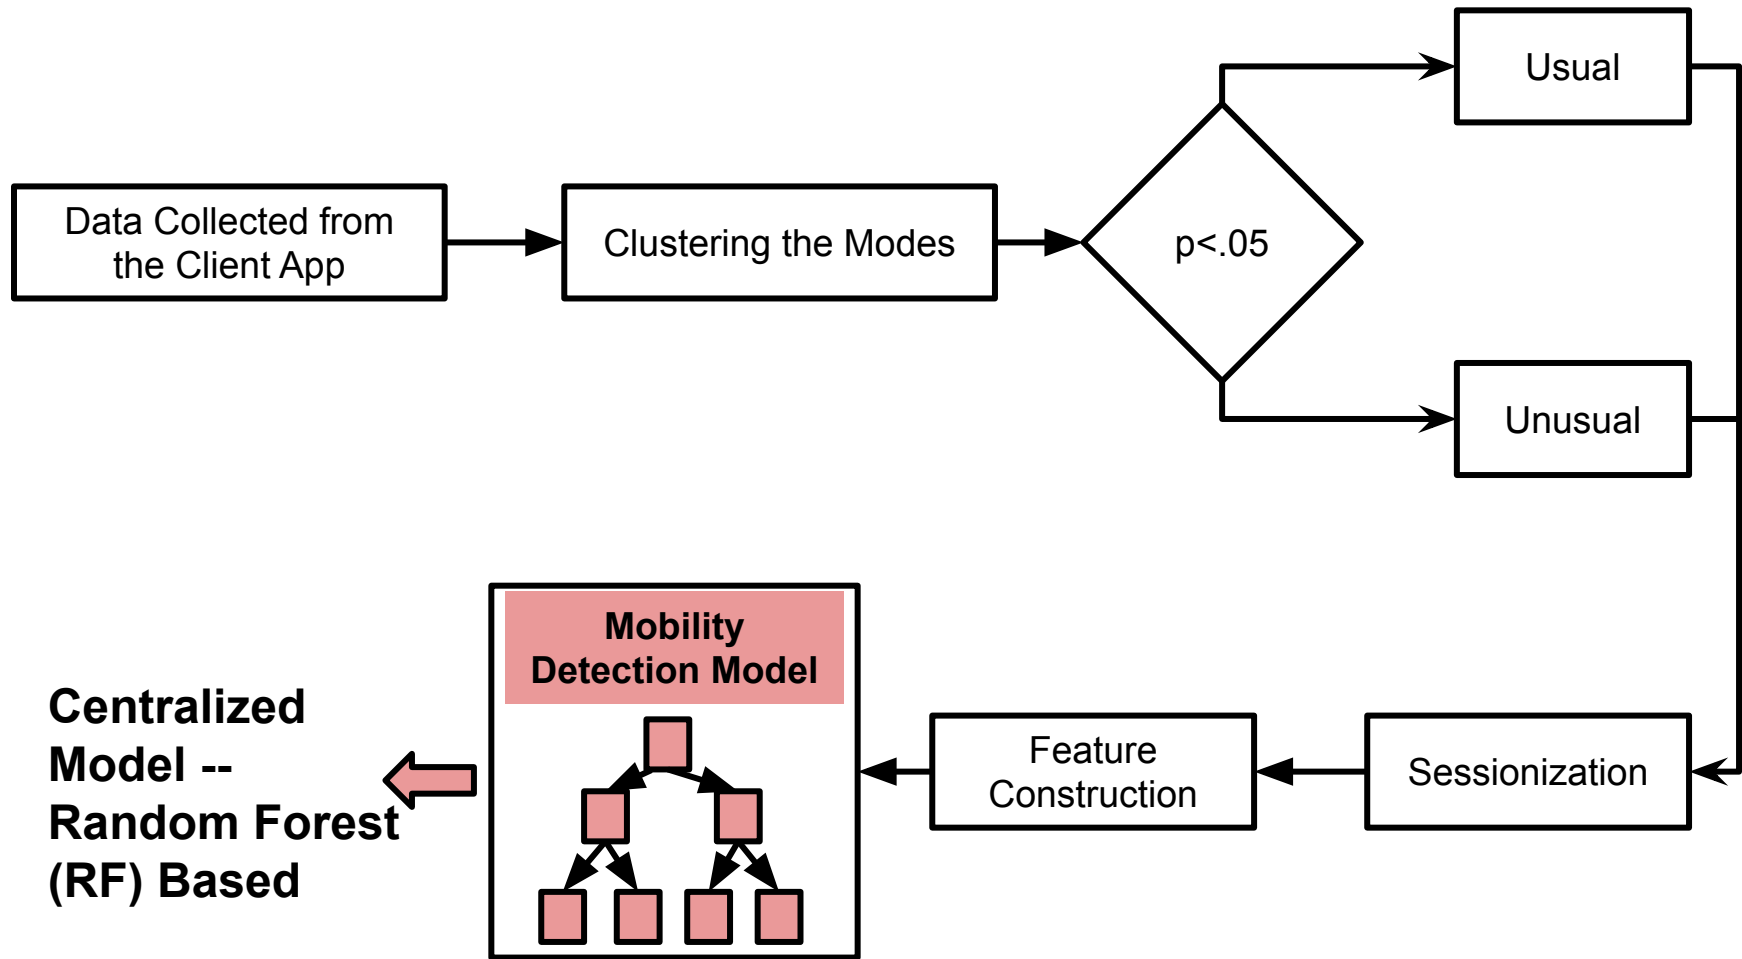 Usual
Data Collected from
the Client App
Clustering the Modes
p<.05
Unusual
Mobility
Detection Model
Centralized
Model --
Random Forest
(RF) Based
Feature
Construction
Sessionization